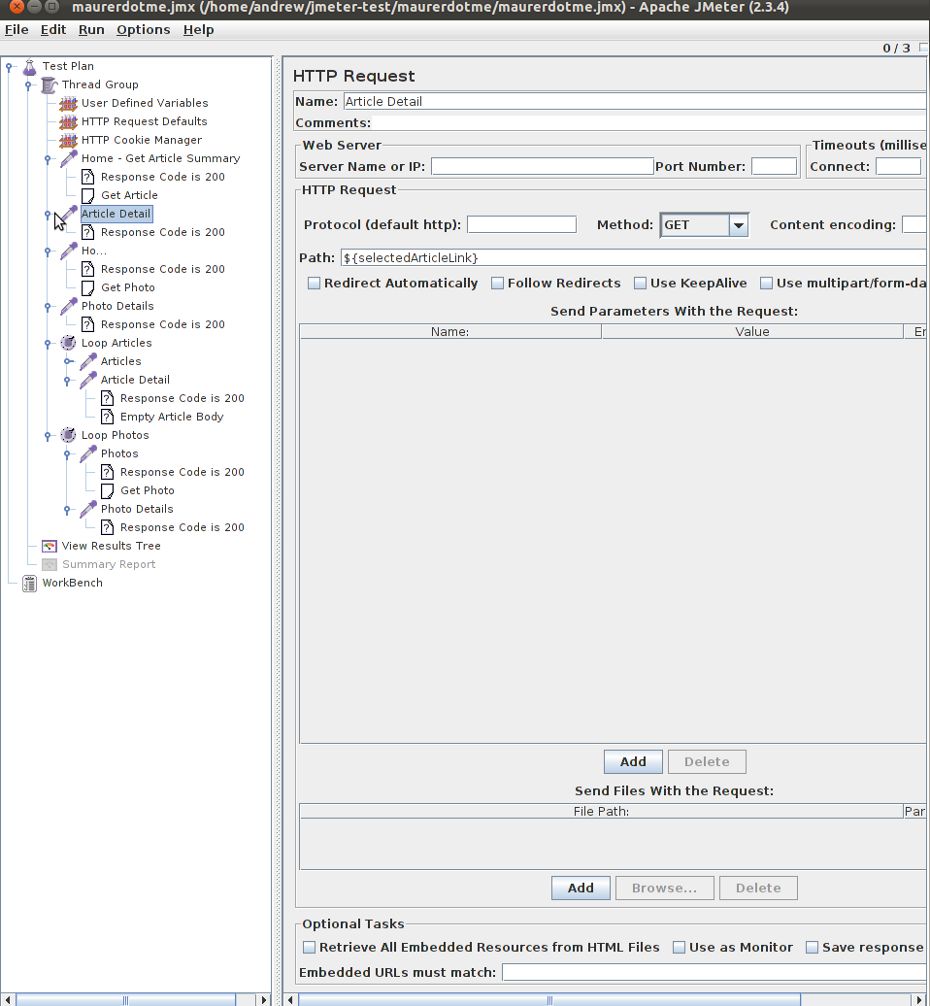 maurerdotme.jmx (/home/andrew/jmeter-test/maurerdotme/maurerdotme.jmx) - Apache JMeter (2.3.4)
File Edit Run Options Help
0 / 3
Test Plan
Thread Group
User Defined Variables
HTTP Request Defaults
HTTP Cookie Manager
Home - Get Article Summary
Response Code is 200
Get Article
Article Detail
Response Code is 200
Ho...
Response Code is 200
Get Photo
Photo Details
Response Code is 200
Loop Articles
Articles
Article Detail
Response Code is 200
Empty Article Body
Loop Photos
Photos
Response Code is 200
Get Photo
Photo Details
Response Code is 200
View Results Tree
Summary Report
WorkBench
HTTP Request
Name: Article Detail
Comments:
Web Server
Server Name or IP: Port Number:
Timeouts (millise
Connect:
HTTP Request
Protocol (default http): Method: GET Content encoding:
Path: ${selectedArticleLink}
Redirect Automatically Follow Redirects Use KeepAlive Use multipart/form-da
Send Parameters With the Request:
Name: Value En
Add Delete
Send Files With the Request:
File Path: Par
Add Browse... Delete
Optional Tasks
Retrieve All Embedded Resources from HTML Files Use as Monitor Save response
Embedded URLs must match: